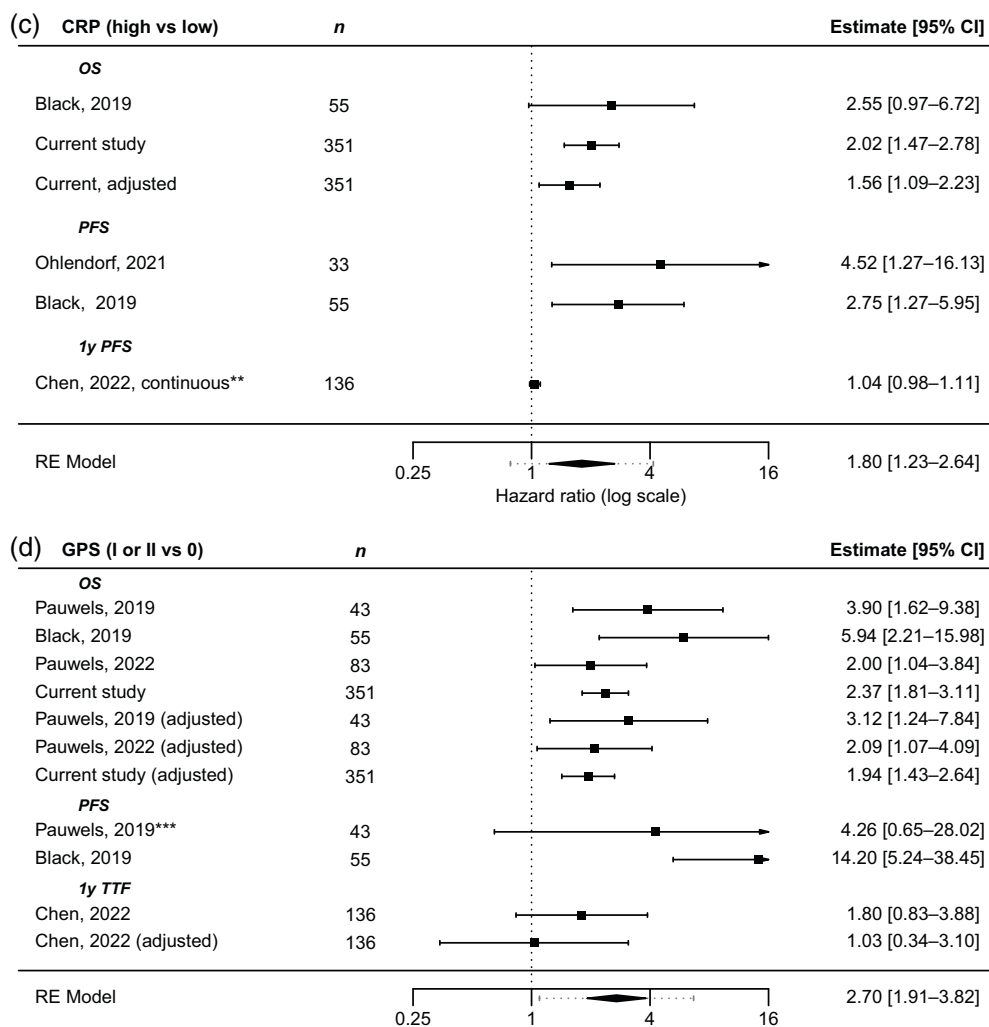 (c) CRP (high vs low) n Estimate [95% CI]
OS
Black, 2019 55 2.55 [0.97–6.72]
Current study 351 2.02 [1.47–2.78]
Current, adjusted 351 1.56 [1.09–2.23]
PFS
Ohlendorf, 2021 33 4.52 [1.27–16.13]
Black, 2019 55 2.75 [1.27–5.95]
1y PFS
Chen, 2022, continuous** 136 1.04 [0.98–1.11]
RE Model 1.80 [1.23–2.64]
0.25 1 4 16
Hazard ratio (log scale)
(d) GPS (I or II vs 0) n Estimate [95% CI]
OS
Pauwels, 2019 43 3.90 [1.62–9.38]
Black, 2019 55 5.94 [2.21–15.98]
Pauwels, 2022 83 2.00 [1.04–3.84]
Current study 351 2.37 [1.81–3.11]
Pauwels, 2019 (adjusted) 43 3.12 [1.24–7.84]
Pauwels, 2022 (adjusted) 83 2.09 [1.07–4.09]
Current study (adjusted) 351 1.94 [1.43–2.64]
PFS
Pauwels, 2019*** 43 4.26 [0.65–28.02]
Black, 2019 55 14.20 [5.24–38.45]
1y TTF
Chen, 2022 136 1.80 [0.83–3.88]
Chen, 2022 (adjusted) 136 1.03 [0.34–3.10]
RE Model 2.70 [1.91–3.82]
0.25 1 4 16